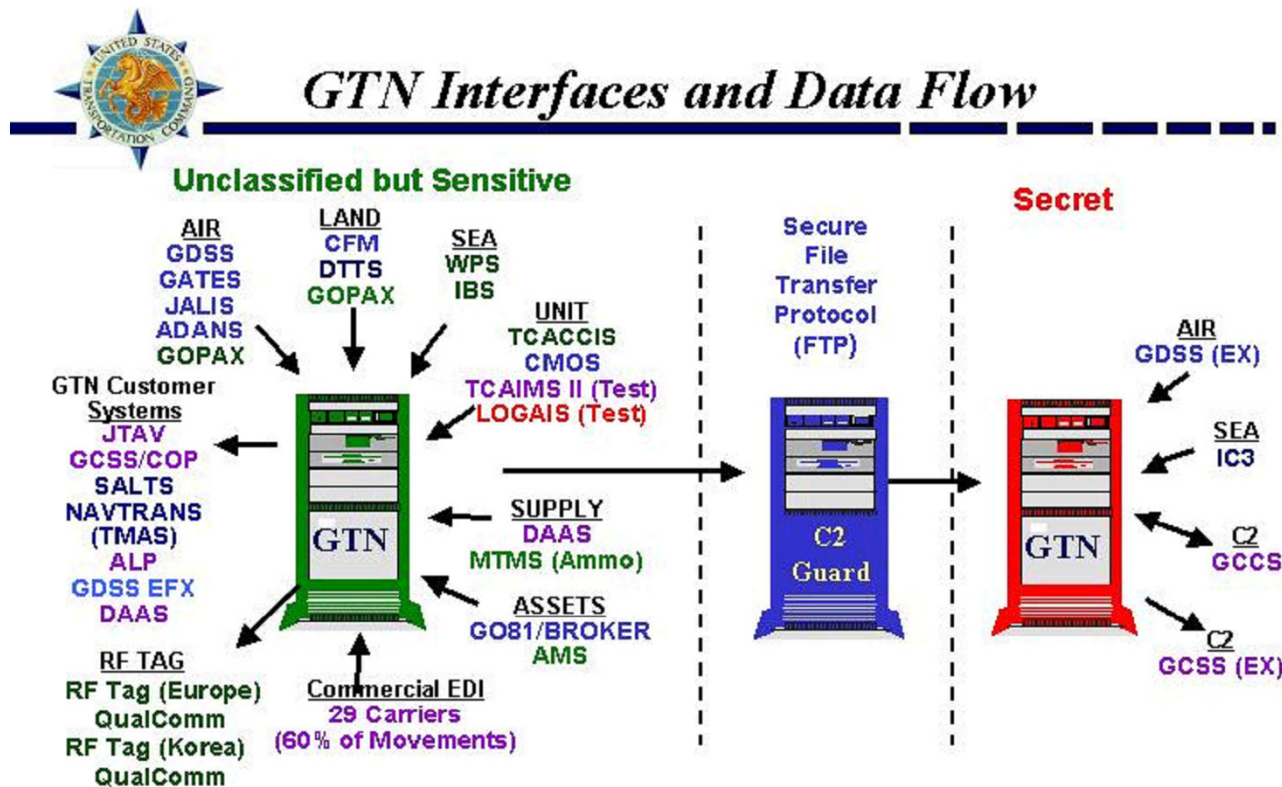 UNITED STATES
TRANSPORTATION COMMAND
GTN Interfaces and Data Flow
Unclassified but Sensitive
Secret
AIR
GDSS
GATES
JALIS
ADANS
GOPAX
LAND
CFM
DTTS
GOPAX
SEA
WPS
IBS
UNIT
TCACCIS
CMOS
TCAIMS II (Test)
LOGAIS (Test)
GTN Customer
Systems
JTAV
GCSS/COP
SALTS
NAVTRANS
(TMAS)
ALP
GDSS EFX
DAAS
GTN
SUPPLY
DAAS
MTMS (Ammo)
ASSETS
GO81/BROKER
AMS
RF TAG
RF Tag (Europe)
QualComm
RF Tag (Korea)
QualComm
Commercial EDI
29 Carriers
(60% of Movements)
Secure
File
Transfer
Protocol
(FTP)
C2
Guard
GTN
AIR
GDSS (EX)
SEA
IC3
C2
GCCS
C2
GCSS (EX)